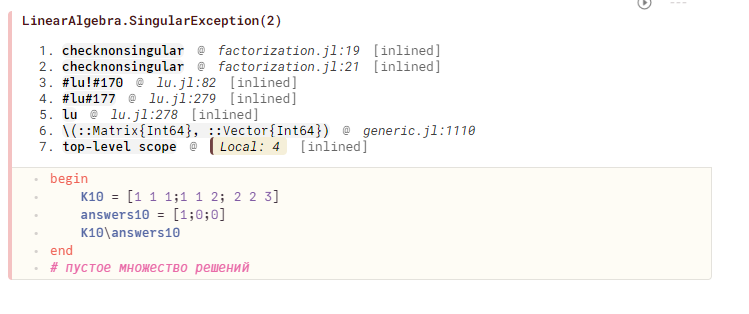 LinearAlgebra.SingularException(2)
1. checknonsingular @ factorization.jl:19 [inlined]
2. checknonsingular @ factorization.jl:21 [inlined]
3. #lu!#170 @ lu.jl:82 [inlined]
4. #lu#177 @ lu.jl:279 [inlined]
5. lu @ lu.jl:278 [inlined]
6. \(::Matrix{Int64}, ::Vector{Int64}) @ generic.jl:1110
7. top-level scope @ Local: 4 [inlined]
begin
K10 = [1 1 1;1 1 2; 2 2 3]
answers10 = [1;0;0]
K10\answers10
end
# пустое множество решений